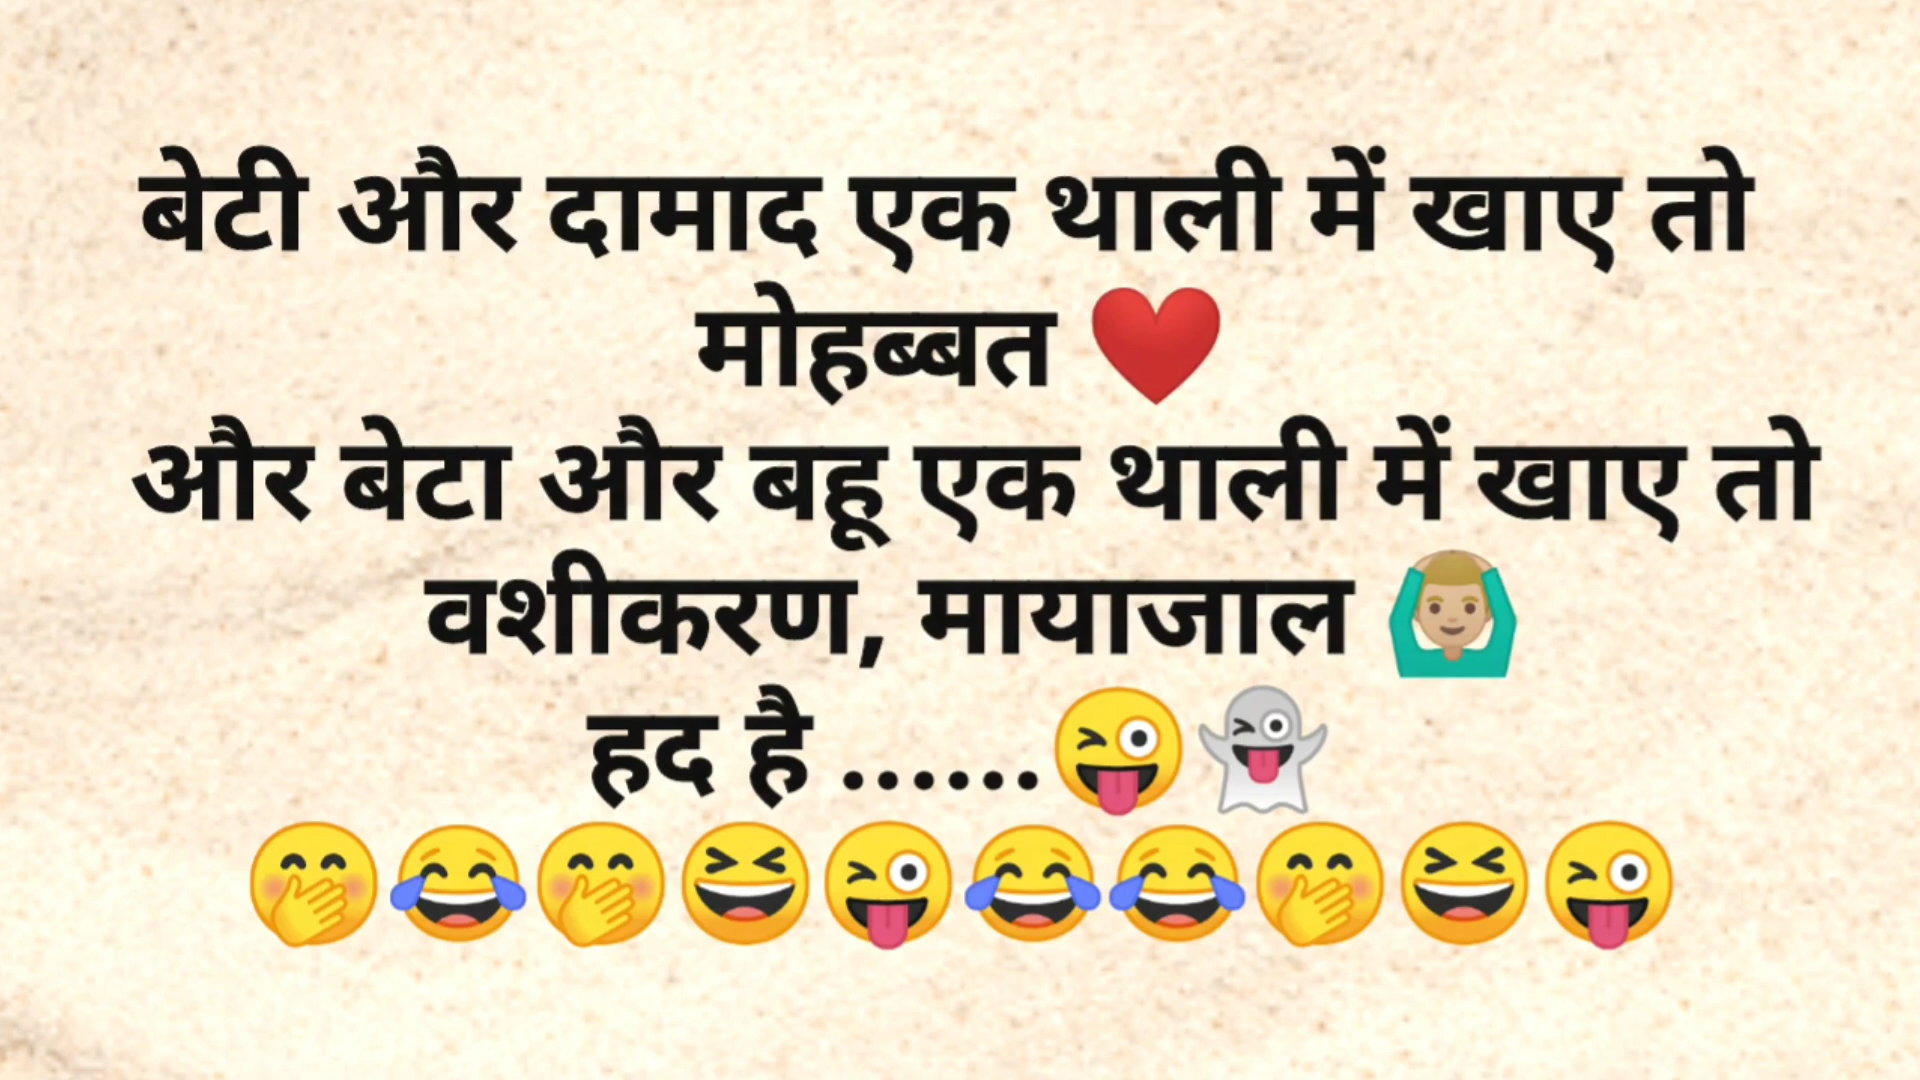 बेटी और दामाद एक थाली में खाए तो
मोहब्बत ❤️
और बेटा और बहू एक थाली में खाए तो
वशीकरण, मायाजाल 🙆🏼‍♂️
हद है ......😜👻
🤭😂🤭😆😜😂😂🤭😆😜